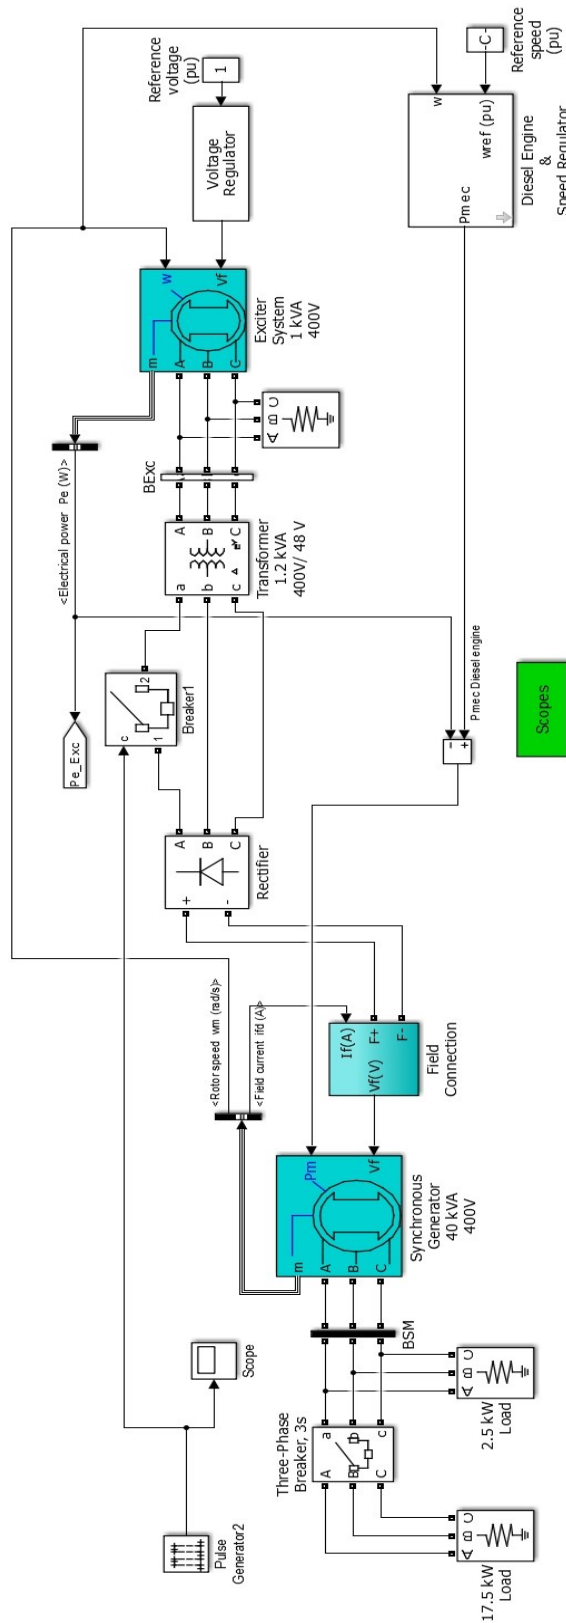 Pulse
Generator2
Scope
17.5 kW
Load
A B C
Three-Phase
Breaker, 3s
A
B
C
a
b
c
2.5 kW
Load
A B C
BSM
m
A
B
C
Pm
Vf
Synchronous
Generator
40 kVA
400V
<Rotor speed wm (rad/s)>
<Field current ifd (A)>
If(A)
Vf(V)
F+
F-
Field
Connection
+
-
A
B
C
Rectifier
Pe_Exc
c
1
2
Breaker1
a
b
c
A
B
C
Transformer
1.2 kVA
400V/ 48 V
<Electrical power Pe (W)>
BExc
A B C
m
A
B
C
w
Vf
Exciter
System
1 kVA
400V
Voltage
Regulator
Reference
voltage
(pu)
1
-
+
Pmec Diesel engine
Scopes
w
wref (pu)
Pmec
Diesel Engine
&
Speed Regulator
-C-
Reference
speed
(pu)